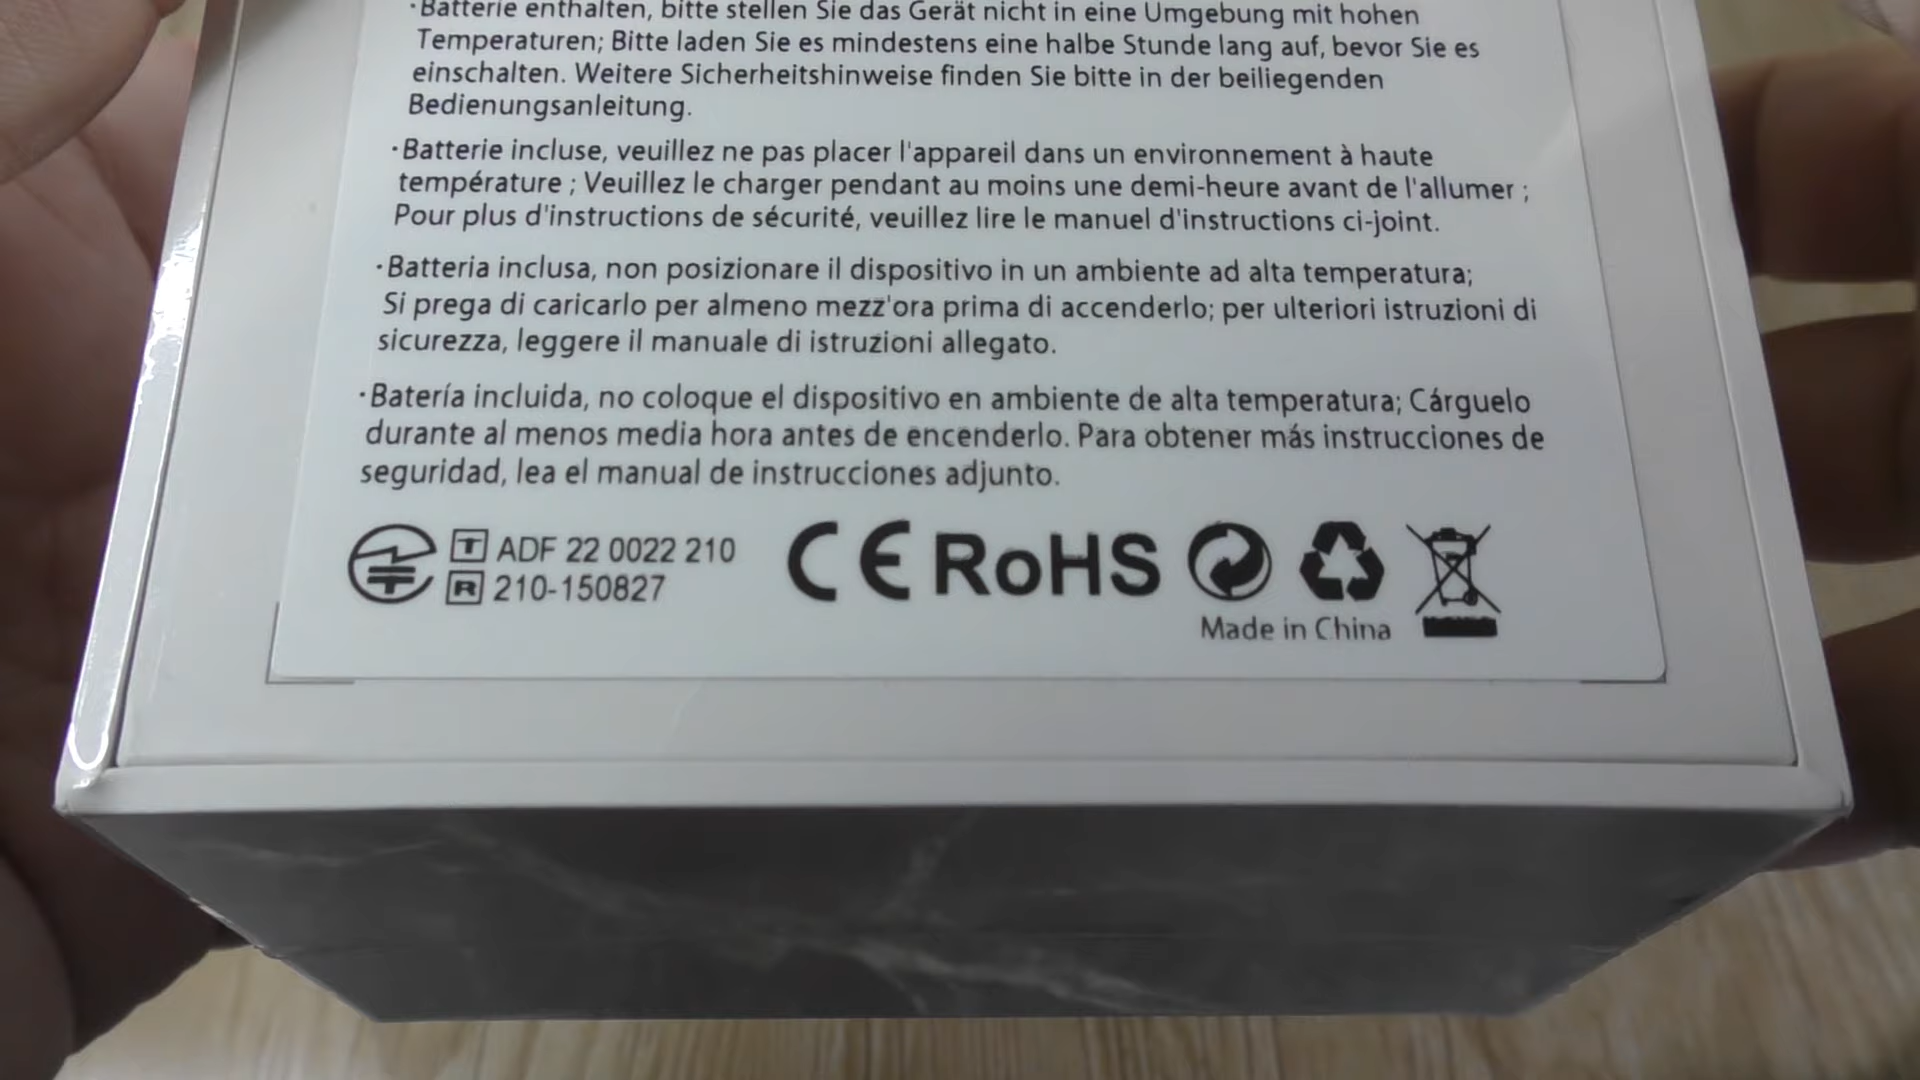 ·Batterie enthalten, bitte stellen Sie das Gerät nicht in eine Umgebung mit hohen
Temperaturen; Bitte laden Sie es mindestens eine halbe Stunde lang auf, bevor Sie es
einschalten. Weitere Sicherheitshinweise finden Sie bitte in der beiliegenden
Bedienungsanleitung.
·Batterie incluse, veuillez ne pas placer l'appareil dans un environnement à haute
température ; Veuillez le charger pendant au moins une demi-heure avant de l'allumer ;
Pour plus d'instructions de sécurité, veuillez lire le manuel d'instructions ci-joint.
·Batteria inclusa, non posizionare il dispositivo in un ambiente ad alta temperatura;
Si prega di caricarlo per almeno mezz'ora prima di accenderlo; per ulteriori istruzioni di
sicurezza, leggere il manuale di istruzioni allegato.
·Batería incluida, no coloque el dispositivo en ambiente de alta temperatura; Cárguelo
durante al menos media hora antes de encenderlo. Para obtener más instrucciones de
seguridad, lea el manual de instrucciones adjunto.
T ADF 22 0022 210
R 210-150827
CE RoHS
Made in China